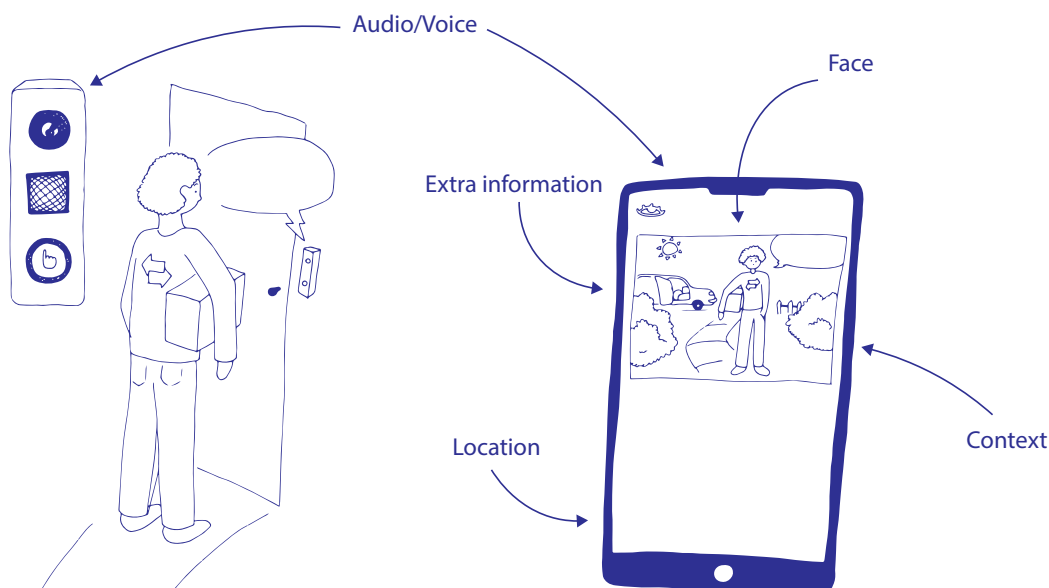 Audio/Voice
Face
Extra information
Location
Context